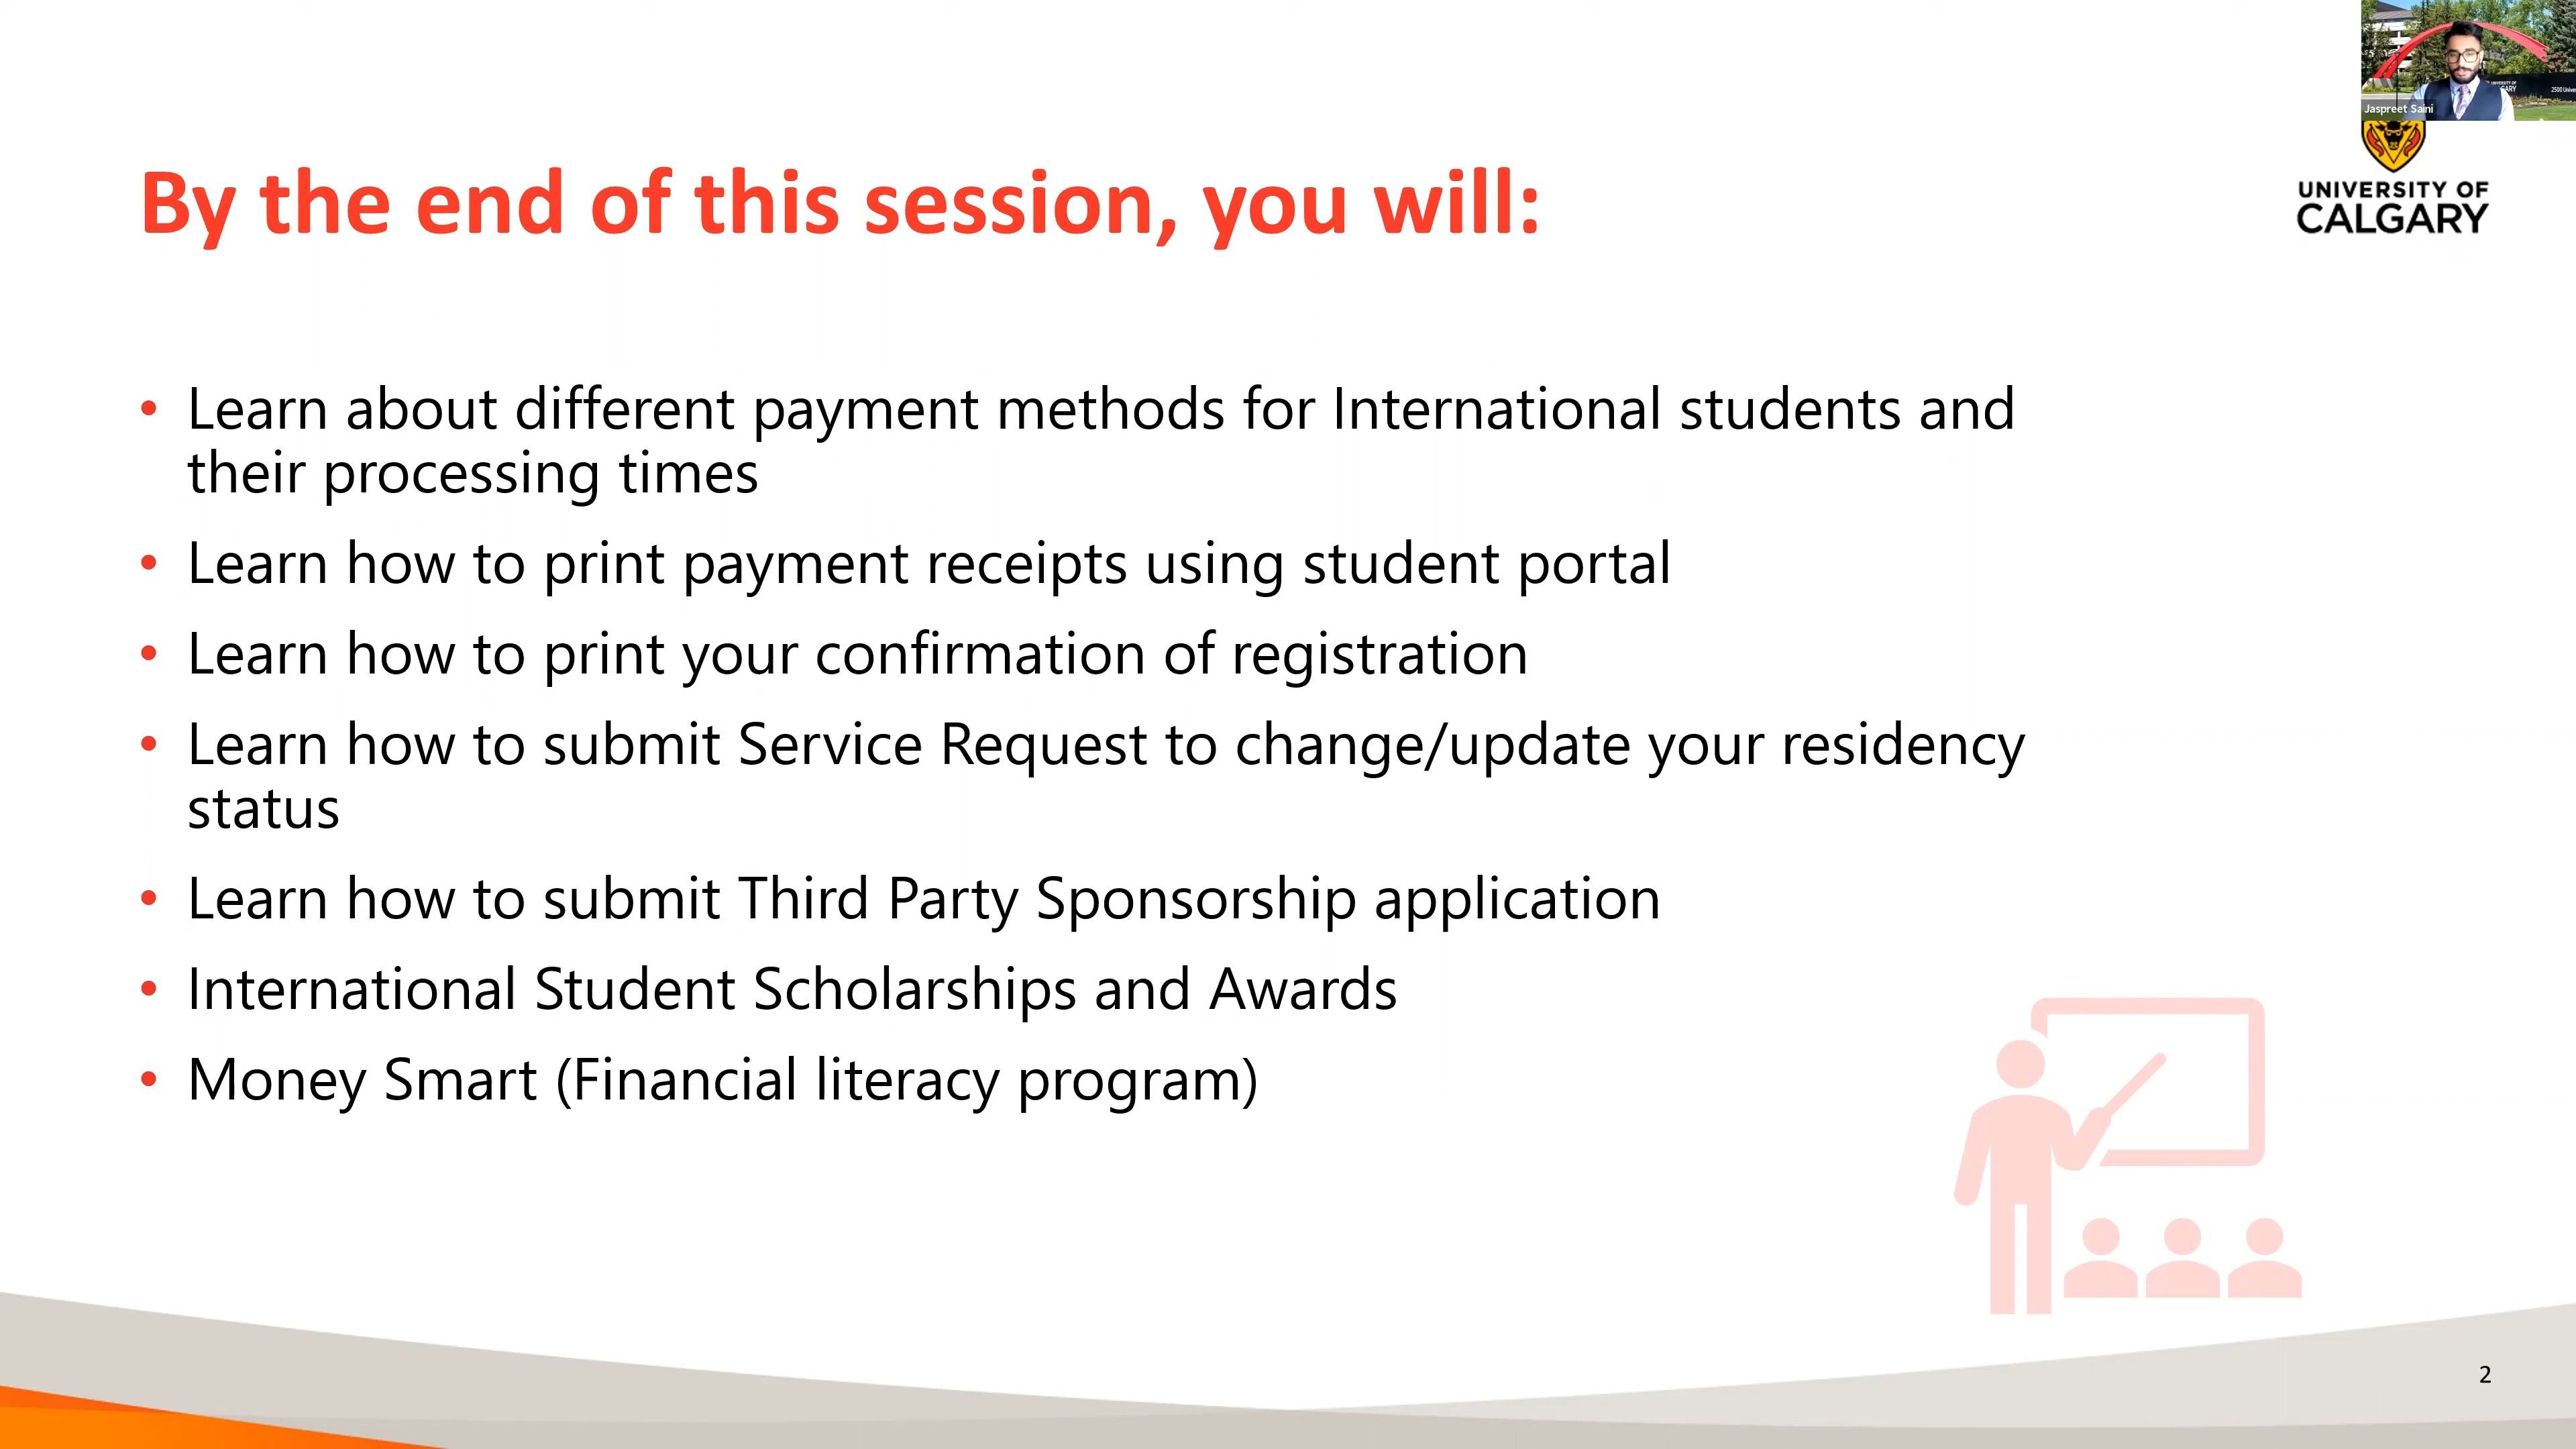 Jaspreet Saini
UNIVERSITY OF
CALGARY
By the end of this session, you will:
• Learn about different payment methods for International students and
their processing times
• Learn how to print payment receipts using student portal
• Learn how to print your confirmation of registration
• Learn how to submit Service Request to change/update your residency
status
• Learn how to submit Third Party Sponsorship application
• International Student Scholarships and Awards
• Money Smart (Financial literacy program)
2